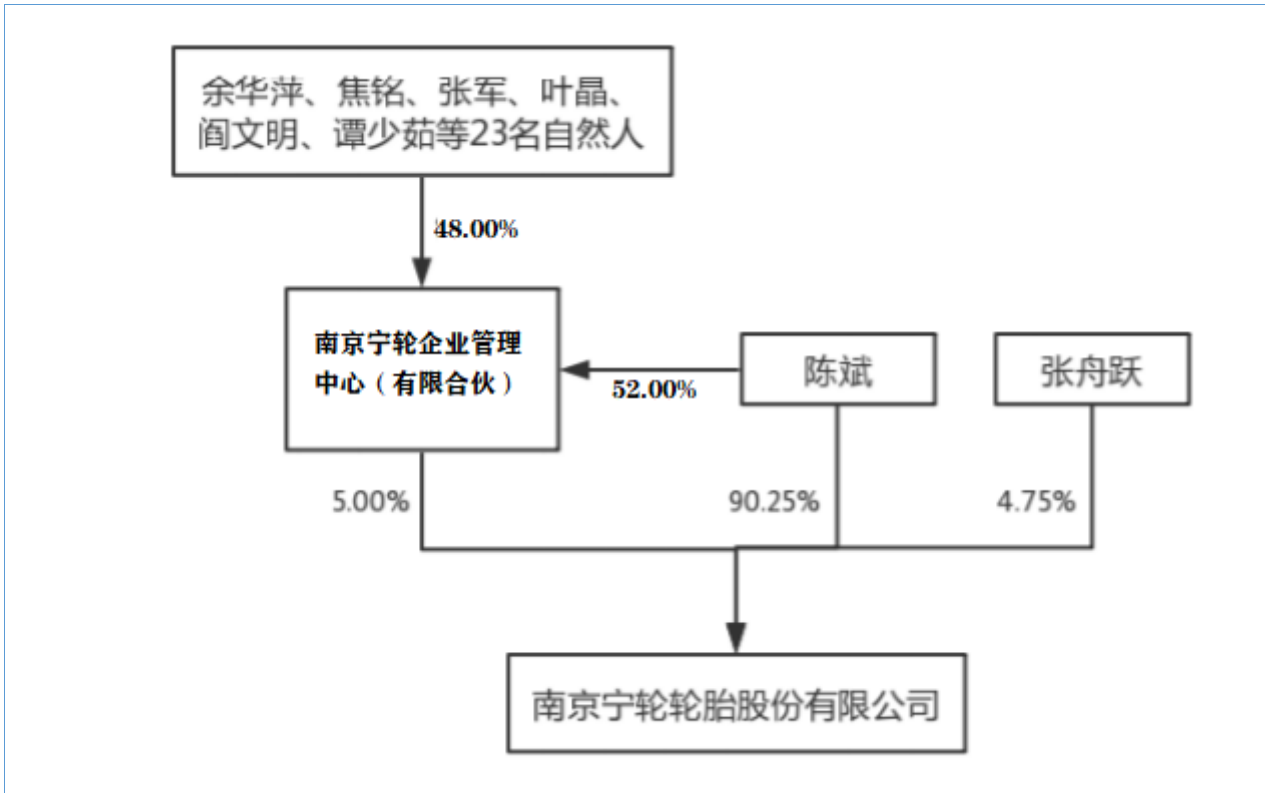 余华萍、焦铭、张军、叶晶、
阎文明、谭少茹等23名自然人
48.00%
南京宁轮企业管理
中心（有限合伙）
52.00%
陈斌
张舟跃
5.00%
90.25%
4.75%
南京宁轮轮胎股份有限公司